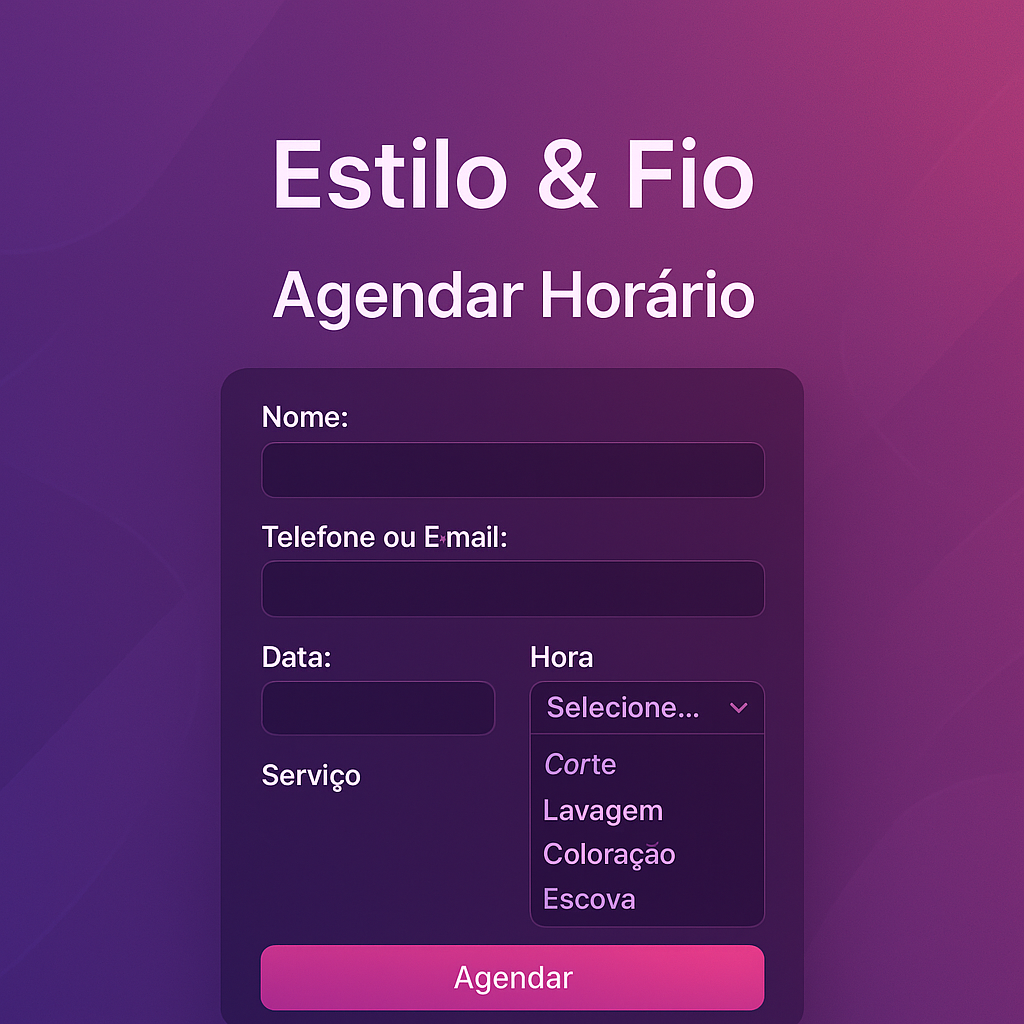 Estilo & Fio
Agendar Horário
Nome:
Telefone ou E-mail:
Data:
Hora
Selecione...
Serviço
Corte
Lavagem
Coloração
Escova
Agendar